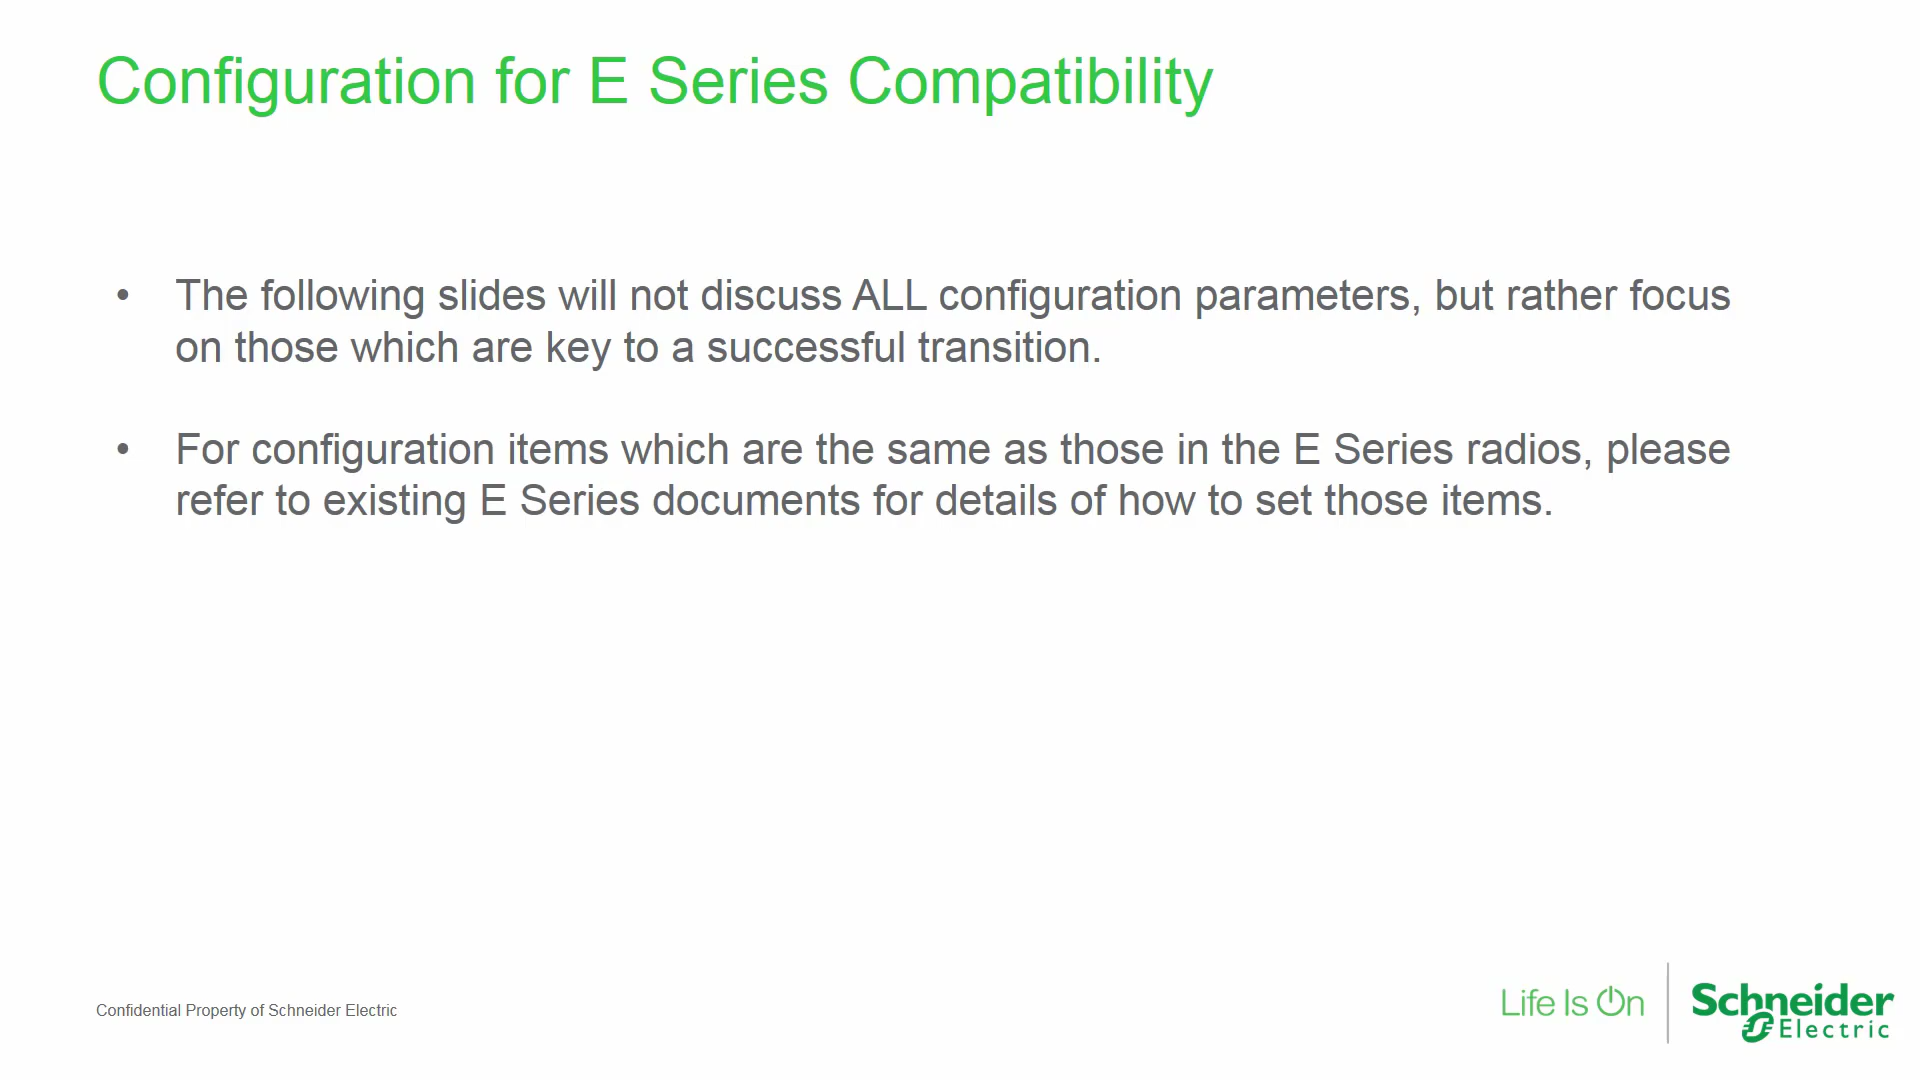 Configuration for E Series Compatibility
• The following slides will not discuss ALL configuration parameters, but rather focus
on those which are key to a successful transition.
• For configuration items which are the same as those in the E Series radios, please
refer to existing E Series documents for details of how to set those items.
Confidential Property of Schneider Electric
Life Is On
Schneider
Electric